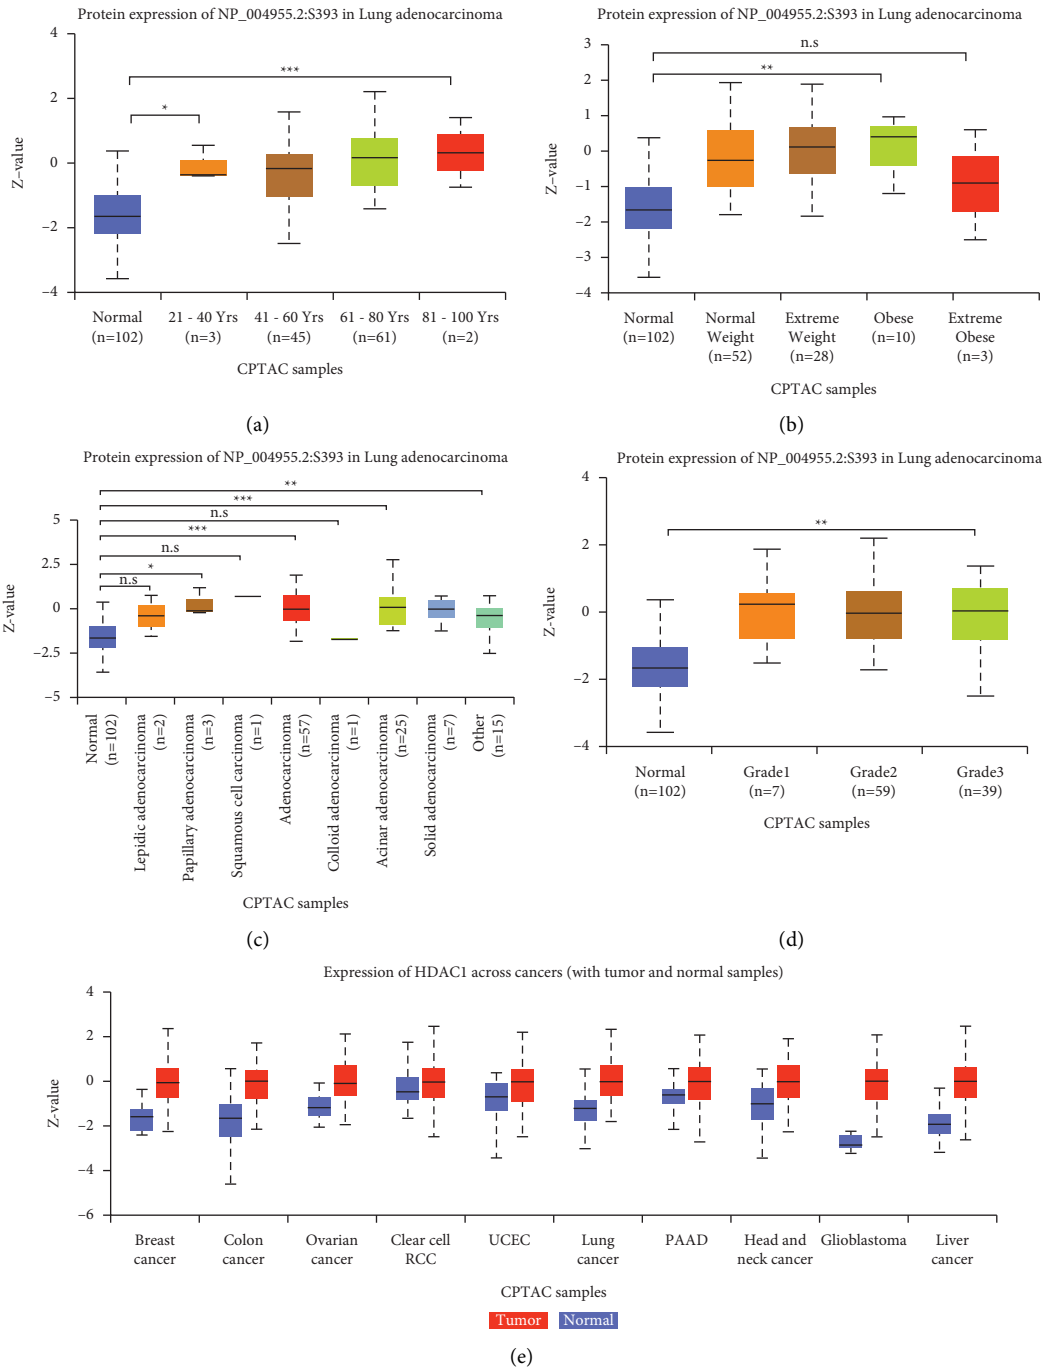 Protein expression of NP_004955.2:S393 in Lung adenocarcinoma
Z–value
4
2
0
–2
–4
*
***
Normal (n=102)
21 - 40 Yrs (n=3)
41 - 60 Yrs (n=45)
61 - 80 Yrs (n=61)
81 - 100 Yrs (n=2)
CPTAC samples
(a)
Protein expression of NP_004955.2:S393 in Lung adenocarcinoma
Z–value
3
2
1
0
–1
–2
–3
–4
n.s
**
Normal (n=102)
Normal Weight (n=52)
Extreme Weight (n=28)
Obese (n=10)
Extreme Obese (n=3)
CPTAC samples
(b)
Protein expression of NP_004955.2:S393 in Lung adenocarcinoma
Z-value
5
2.5
0
–2.5
–5
**
***
n.s
***
n.s
*
n.s
Normal (n=102)
Lepidic adenocarcinoma (n=2)
Papillary adenocarcinoma (n=3)
Squamous cell carcinoma (n=1)
Adenocarcinoma (n=57)
Colloid adenocarcinoma (n=1)
Acinar adenocarcinoma (n=25)
Solid adenocarcinoma (n=7)
Other (n=15)
CPTAC samples
(c)
Protein expression of NP_004955.2:S393 in Lung adenocarcinoma
Z-value
4
2
0
–2
–4
**
Normal (n=102)
Grade1 (n=7)
Grade2 (n=59)
Grade3 (n=39)
CPTAC samples
(d)
Expression of HDAC1 across cancers (with tumor and normal samples)
Z-value
4
2
0
–2
–4
–6
Breast cancer
Colon cancer
Ovarian cancer
Clear cell RCC
UCEC
Lung cancer
PAAD
Head and neck cancer
Glioblastoma
Liver cancer
CPTAC samples
Tumor
Normal
(e)